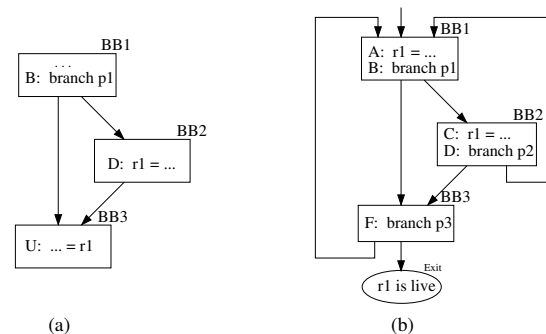 BB1
. . .
B: branch p1
BB2
D: r1 = ...
BB3
U: ... = r1
(a)
BB1
A: r1 = ...
B: branch p1
BB2
C: r1 = ...
D: branch p2
BB3
F: branch p3
Exit
r1 is live
(b)